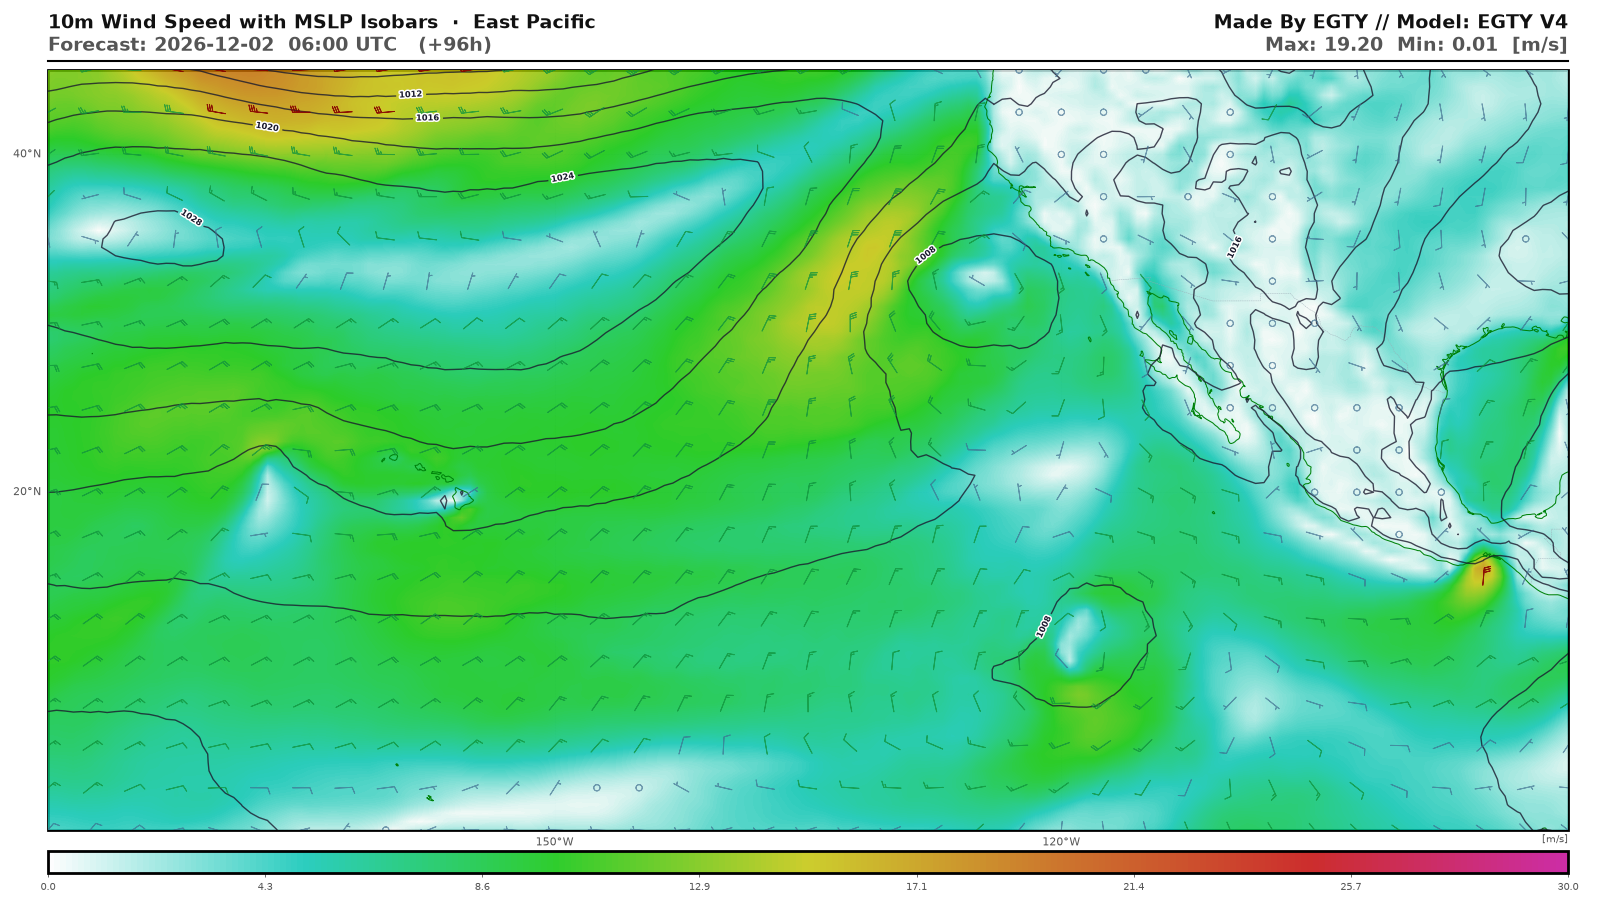 10m Wind Speed with MSLP Isobars · East Pacific
Made By EGTY // Model: EGTY V4
Forecast: 2026-12-02 06:00 UTC (+96h)
Max: 19.20 Min: 0.01 [m/s]
1012
1016
1020
40°N
1024
1028
1008
1016
20°N
1008
150°W
120°W
[m/s]
0.0
4.3
8.6
12.9
17.1
21.4
25.7
30.0